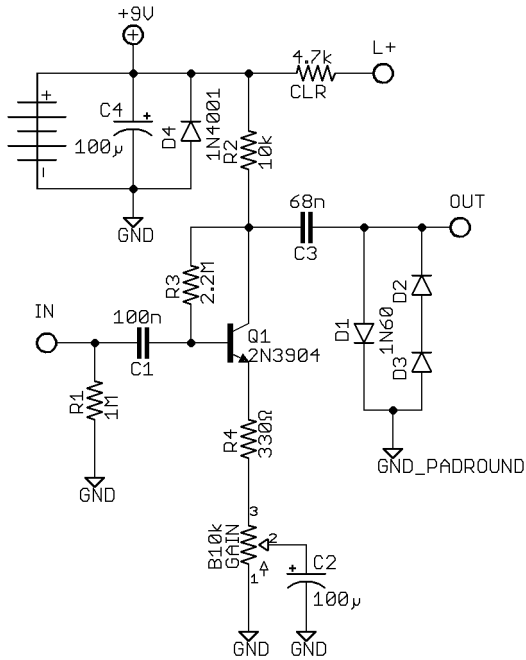 +9V
4.7k
L+
CLR
+
C4
+
100µ
-
D4
1N4001
R2
10k
GND
68n
OUT
C3
R3
2.2M
D2
IN
100n
D1
1N60
Q1
2N3904
C1
D3
R1
1M
R4
330Ω
GND_PADROUND
GND
3
B10k
GAIN
2
1
+
C2
100µ
GND
GND